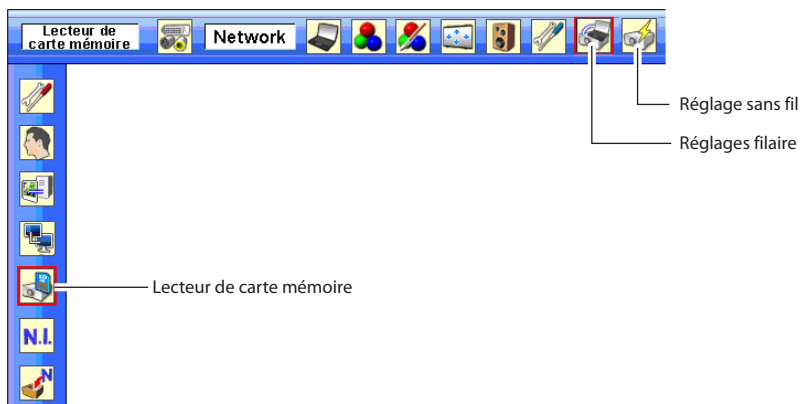 Lecteur de
carte mémoire
Network
Réglage sans fil
Réglages filaire
Lecteur de carte mémoire
N.I.
N